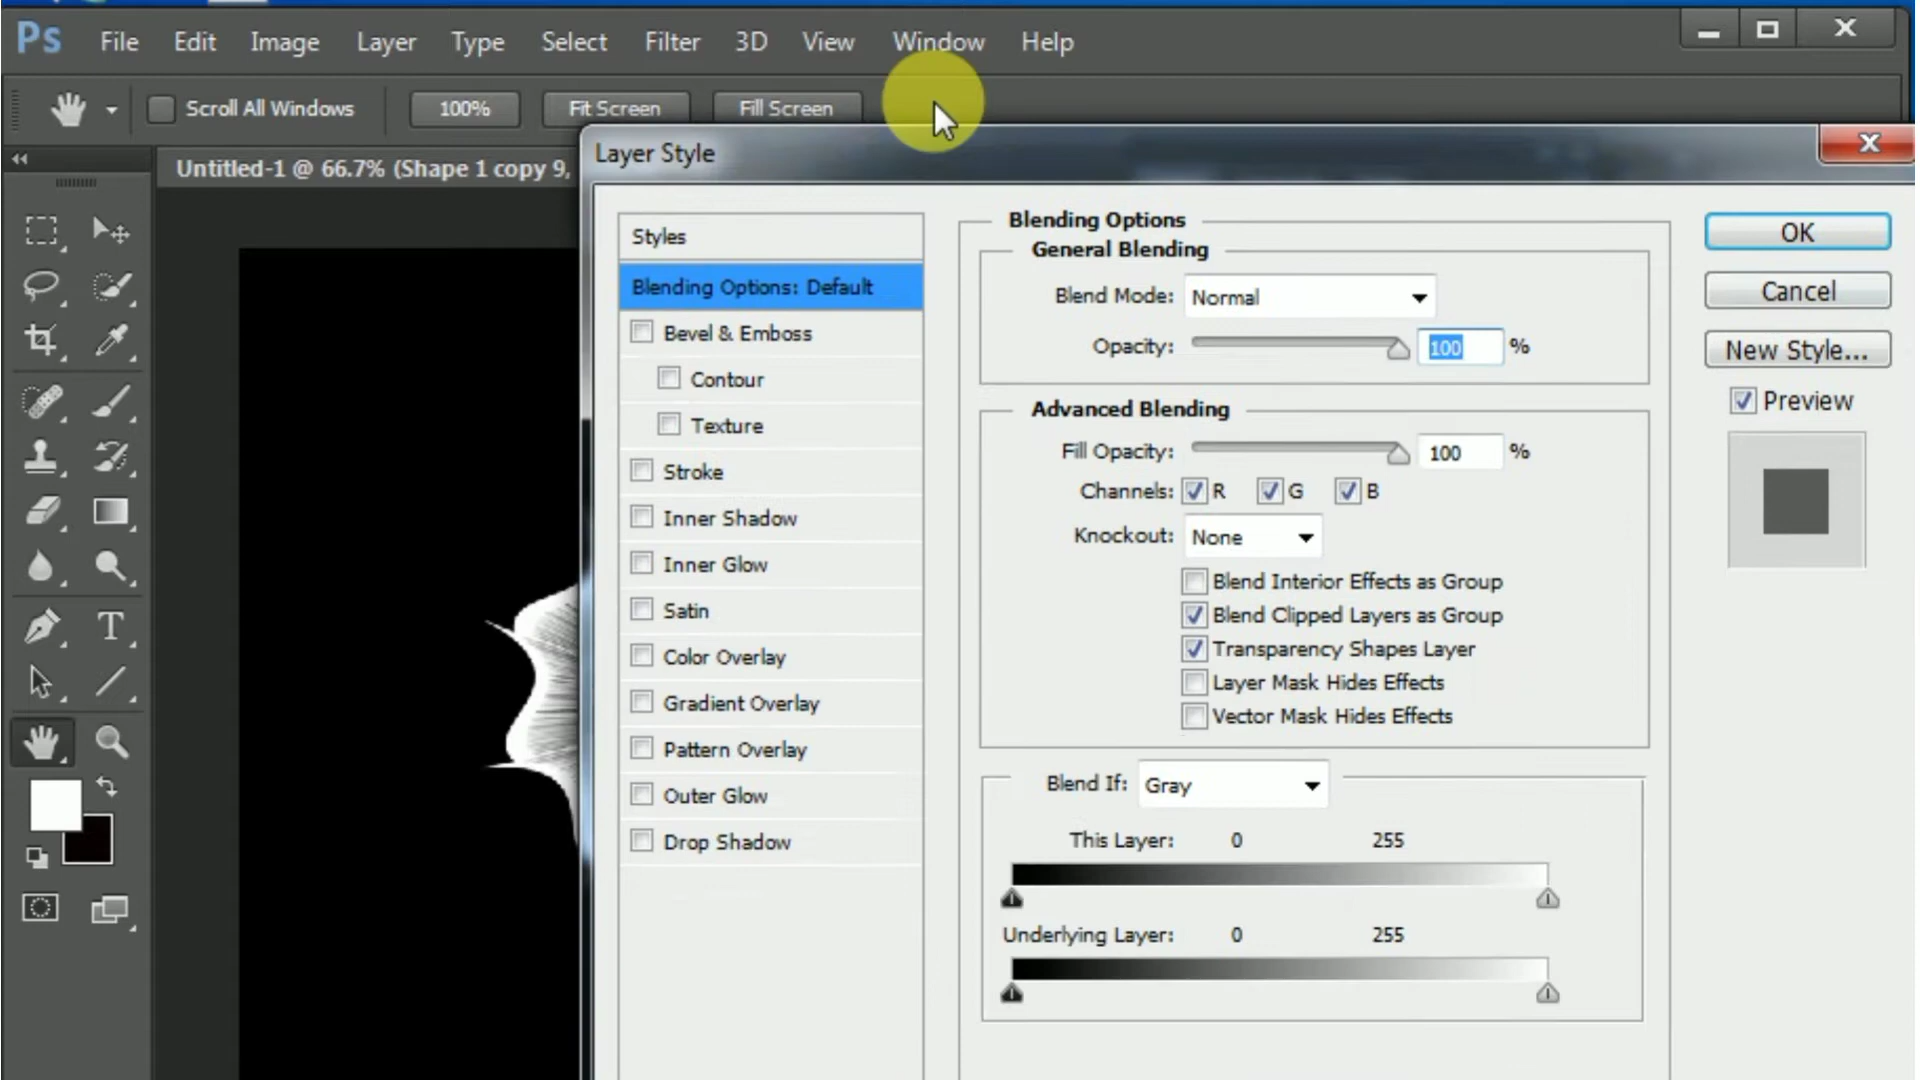 Ps File Edit Image Layer Type Select Filter 3D View Window Help
Scroll All Windows 100% Fit Screen Fill Screen
Untitled-1 @ 66.7% (Shape 1 copy 9,
Layer Style
Styles
Blending Options: Default
Bevel & Emboss
Contour
Texture
Stroke
Inner Shadow
Inner Glow
Satin
Color Overlay
Gradient Overlay
Pattern Overlay
Outer Glow
Drop Shadow
Blending Options
General Blending
Blend Mode: Normal
Opacity: 100 %
Advanced Blending
Fill Opacity: 100 %
Channels: R G B
Knockout: None
Blend Interior Effects as Group
Blend Clipped Layers as Group
Transparency Shapes Layer
Layer Mask Hides Effects
Vector Mask Hides Effects
Blend If: Gray
This Layer: 0 255
Underlying Layer: 0 255
OK
Cancel
New Style...
Preview